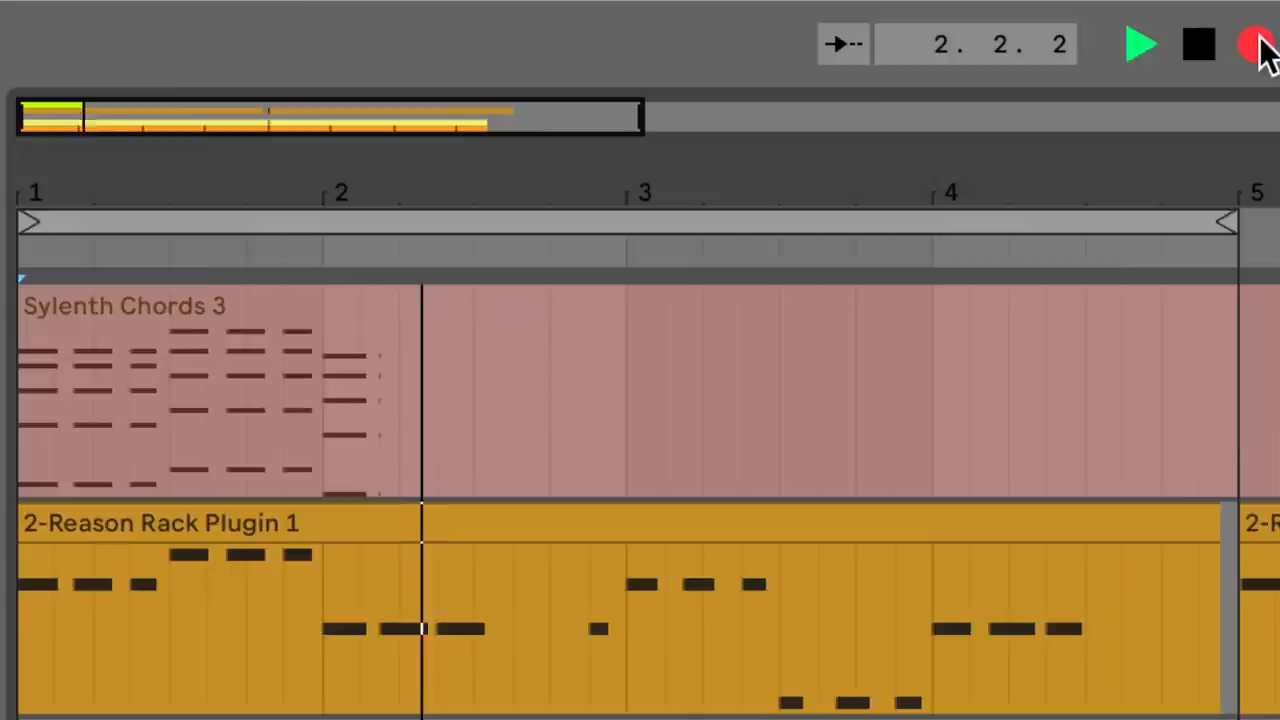 2. 2. 2
1 2 3 4 5
Sylenth Chords 3
2-Reason Rack Plugin 1
2-R